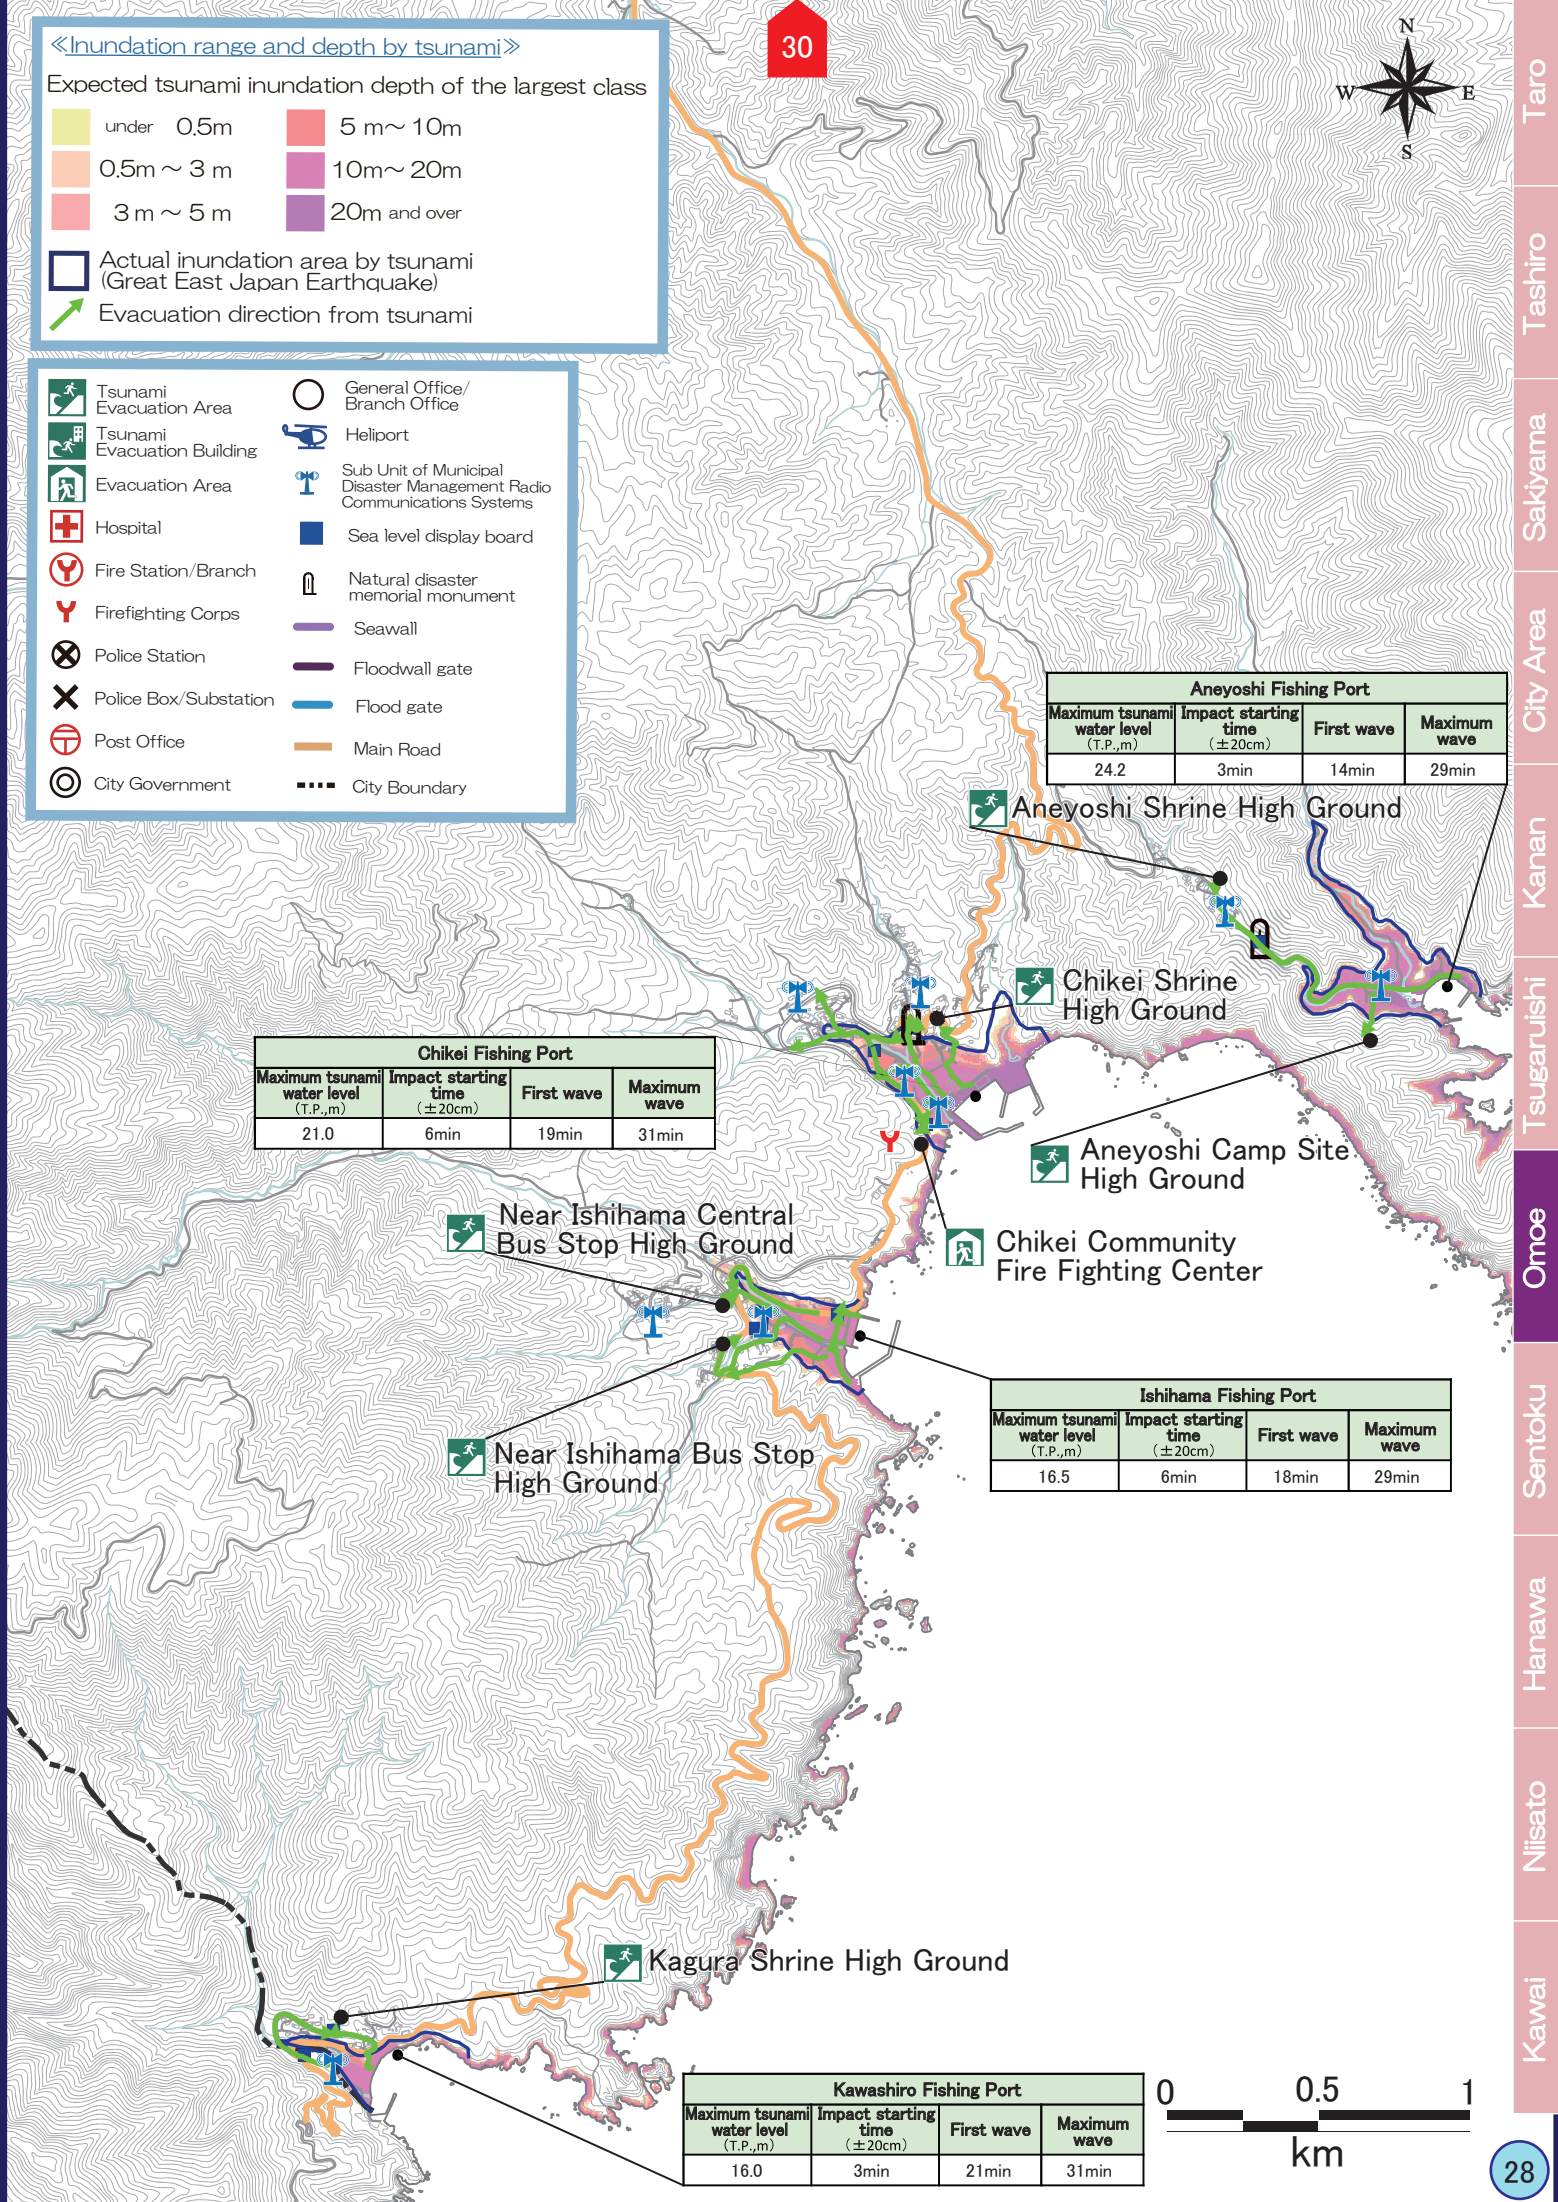 30
≪Inundation range and depth by tsunami≫
Expected tsunami inundation depth of the largest class
under 0.5m
5 m～ 10m
0.5m ～ 3 m
10m～ 20m
3 m ～ 5 m
20m and over
Actual inundation area by tsunami
(Great East Japan Earthquake)
Evacuation direction from tsunami
N
W
E
S
Tsunami
Evacuation Area
Tsunami
Evacuation Building
Evacuation Area
Hospital
Fire Station/Branch
Firefighting Corps
Police Station
Police Box/Substation
Post Office
City Government
General Office/
Branch Office
Heliport
Sub Unit of Municipal
Disaster Management Radio
Communications Systems
Sea level display board
Natural disaster
memorial monument
Seawall
Floodwall gate
Flood gate
Main Road
City Boundary
Aneyoshi Fishing Port
Maximum tsunami water level (T.P.,m)
Impact starting time (±20cm)
First wave
Maximum wave
24.2
3min
14min
29min
Aneyoshi Shrine High Ground
Chikei Shrine
High Ground
Chikei Fishing Port
Maximum tsunami water level (T.P.,m)
Impact starting time (±20cm)
First wave
Maximum wave
21.0
6min
19min
31min
Aneyoshi Camp Site
High Ground
Near Ishihama Central
Bus Stop High Ground
Chikei Community
Fire Fighting Center
Ishihama Fishing Port
Maximum tsunami water level (T.P.,m)
Impact starting time (±20cm)
First wave
Maximum wave
16.5
6min
18min
29min
Near Ishihama Bus Stop
High Ground
Kagura Shrine High Ground
Kawashiro Fishing Port
Maximum tsunami water level (T.P.,m)
Impact starting time (±20cm)
First wave
Maximum wave
16.0
3min
21min
31min
0
0.5
1
km
Taro
Tashiro
Sakiyama
City Area
Kanan
Tsugaruishi
Omoe
Sentoku
Hanawa
Niisato
Kawai
28